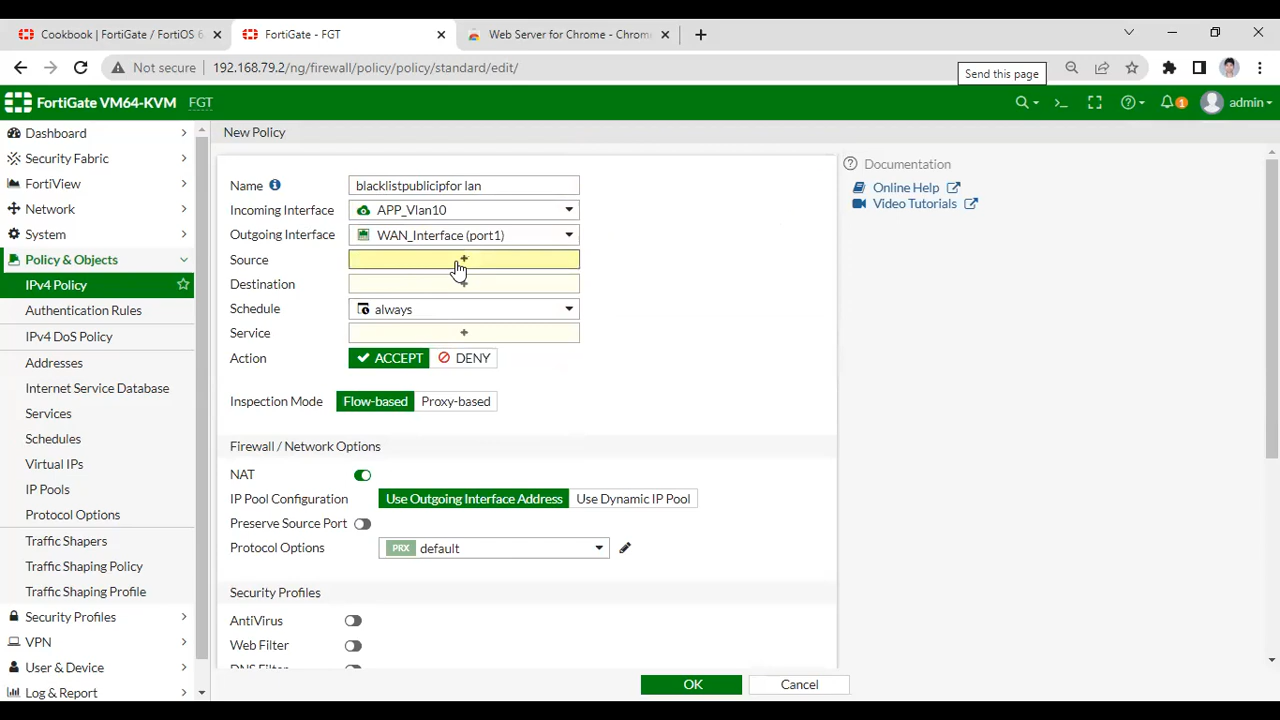 Cookbook | FortiGate / FortiOS 6
FortiGate - FGT
Web Server for Chrome - Chrom
Not secure
192.168.79.2/ng/firewall/policy/policy/standard/edit/
Send this page
FortiGate VM64-KVM
FGT
1
admin
Dashboard
Security Fabric
FortiView
Network
System
Policy & Objects
IPv4 Policy
Authentication Rules
IPv4 DoS Policy
Addresses
Internet Service Database
Services
Schedules
Virtual IPs
IP Pools
Protocol Options
Traffic Shapers
Traffic Shaping Policy
Traffic Shaping Profile
Security Profiles
VPN
User & Device
Log & Report
New Policy
Name
blacklistpublicipfor lan
Incoming Interface
APP_Vlan10
Outgoing Interface
WAN_Interface (port1)
Source
Destination
Schedule
always
Service
Action
ACCEPT
DENY
Inspection Mode
Flow-based
Proxy-based
Firewall / Network Options
NAT
IP Pool Configuration
Use Outgoing Interface Address
Use Dynamic IP Pool
Preserve Source Port
Protocol Options
PRX
default
Security Profiles
AntiVirus
Web Filter
DNS Filter
OK
Cancel
Documentation
Online Help
Video Tutorials